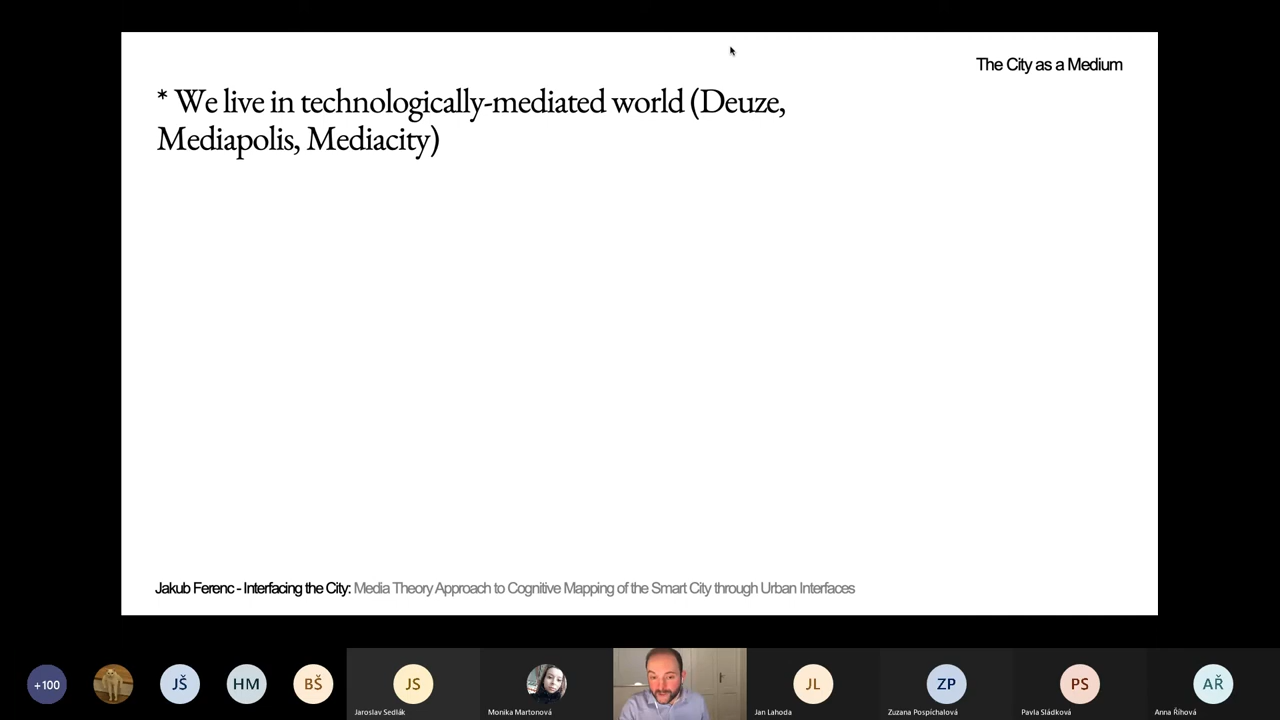 The City as a Medium
* We live in technologically-mediated world (Deuze,
Mediapolis, Mediacity)
Jakub Ferenc - Interfacing the City: Media Theory Approach to Cognitive Mapping of the Smart City through Urban Interfaces
+100
JŠ
HM
BŠ
JS
JL
ZP
PS
AŘ
Jaroslav Sedlák
Monika Martonová
Jan Lahoda
Zuzana Pospíchalová
Pavla Sládková
Anna Říhová